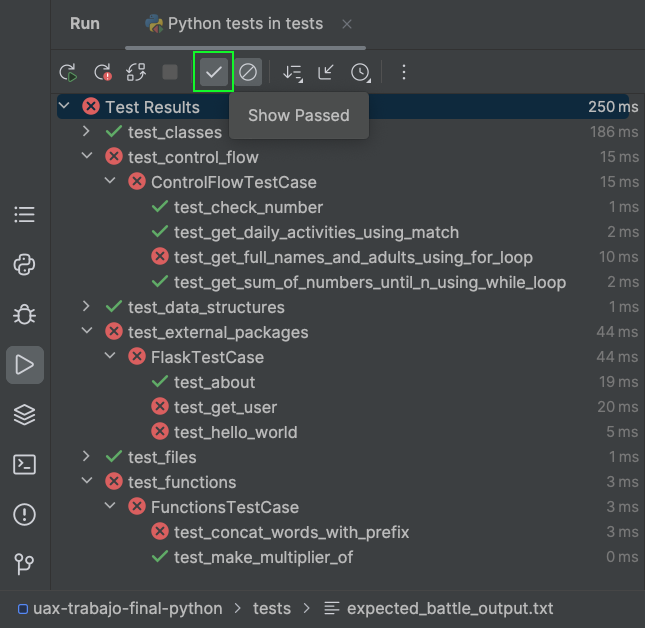 Run Python tests in tests
Test Results 250 ms
Show Passed
test_classes 186 ms
test_control_flow 15 ms
ControlFlowTestCase 15 ms
test_check_number 1 ms
test_get_daily_activities_using_match 2 ms
test_get_full_names_and_adults_using_for_loop 10 ms
test_get_sum_of_numbers_until_n_using_while_loop 2 ms
test_data_structures 1 ms
test_external_packages 44 ms
FlaskTestCase 44 ms
test_about 19 ms
test_get_user 20 ms
test_hello_world 5 ms
test_files 1 ms
test_functions 3 ms
FunctionsTestCase 3 ms
test_concat_words_with_prefix 3 ms
test_make_multiplier_of 0 ms
uax-trabajo-final-python > tests > expected_battle_output.txt